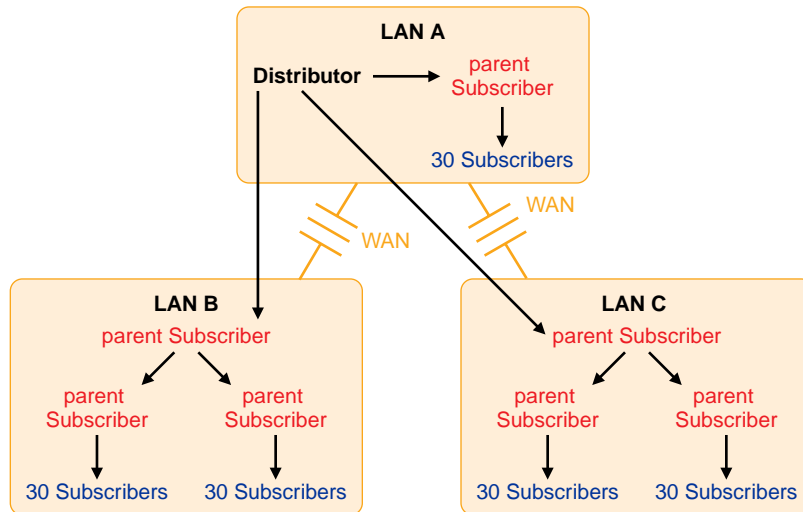 LAN A
Distributor
parent
Subscriber
30 Subscribers
WAN
WAN
LAN B
parent Subscriber
parent
Subscriber
parent
Subscriber
30 Subscribers
30 Subscribers
LAN C
parent Subscriber
parent
Subscriber
parent
Subscriber
30 Subscribers
30 Subscribers